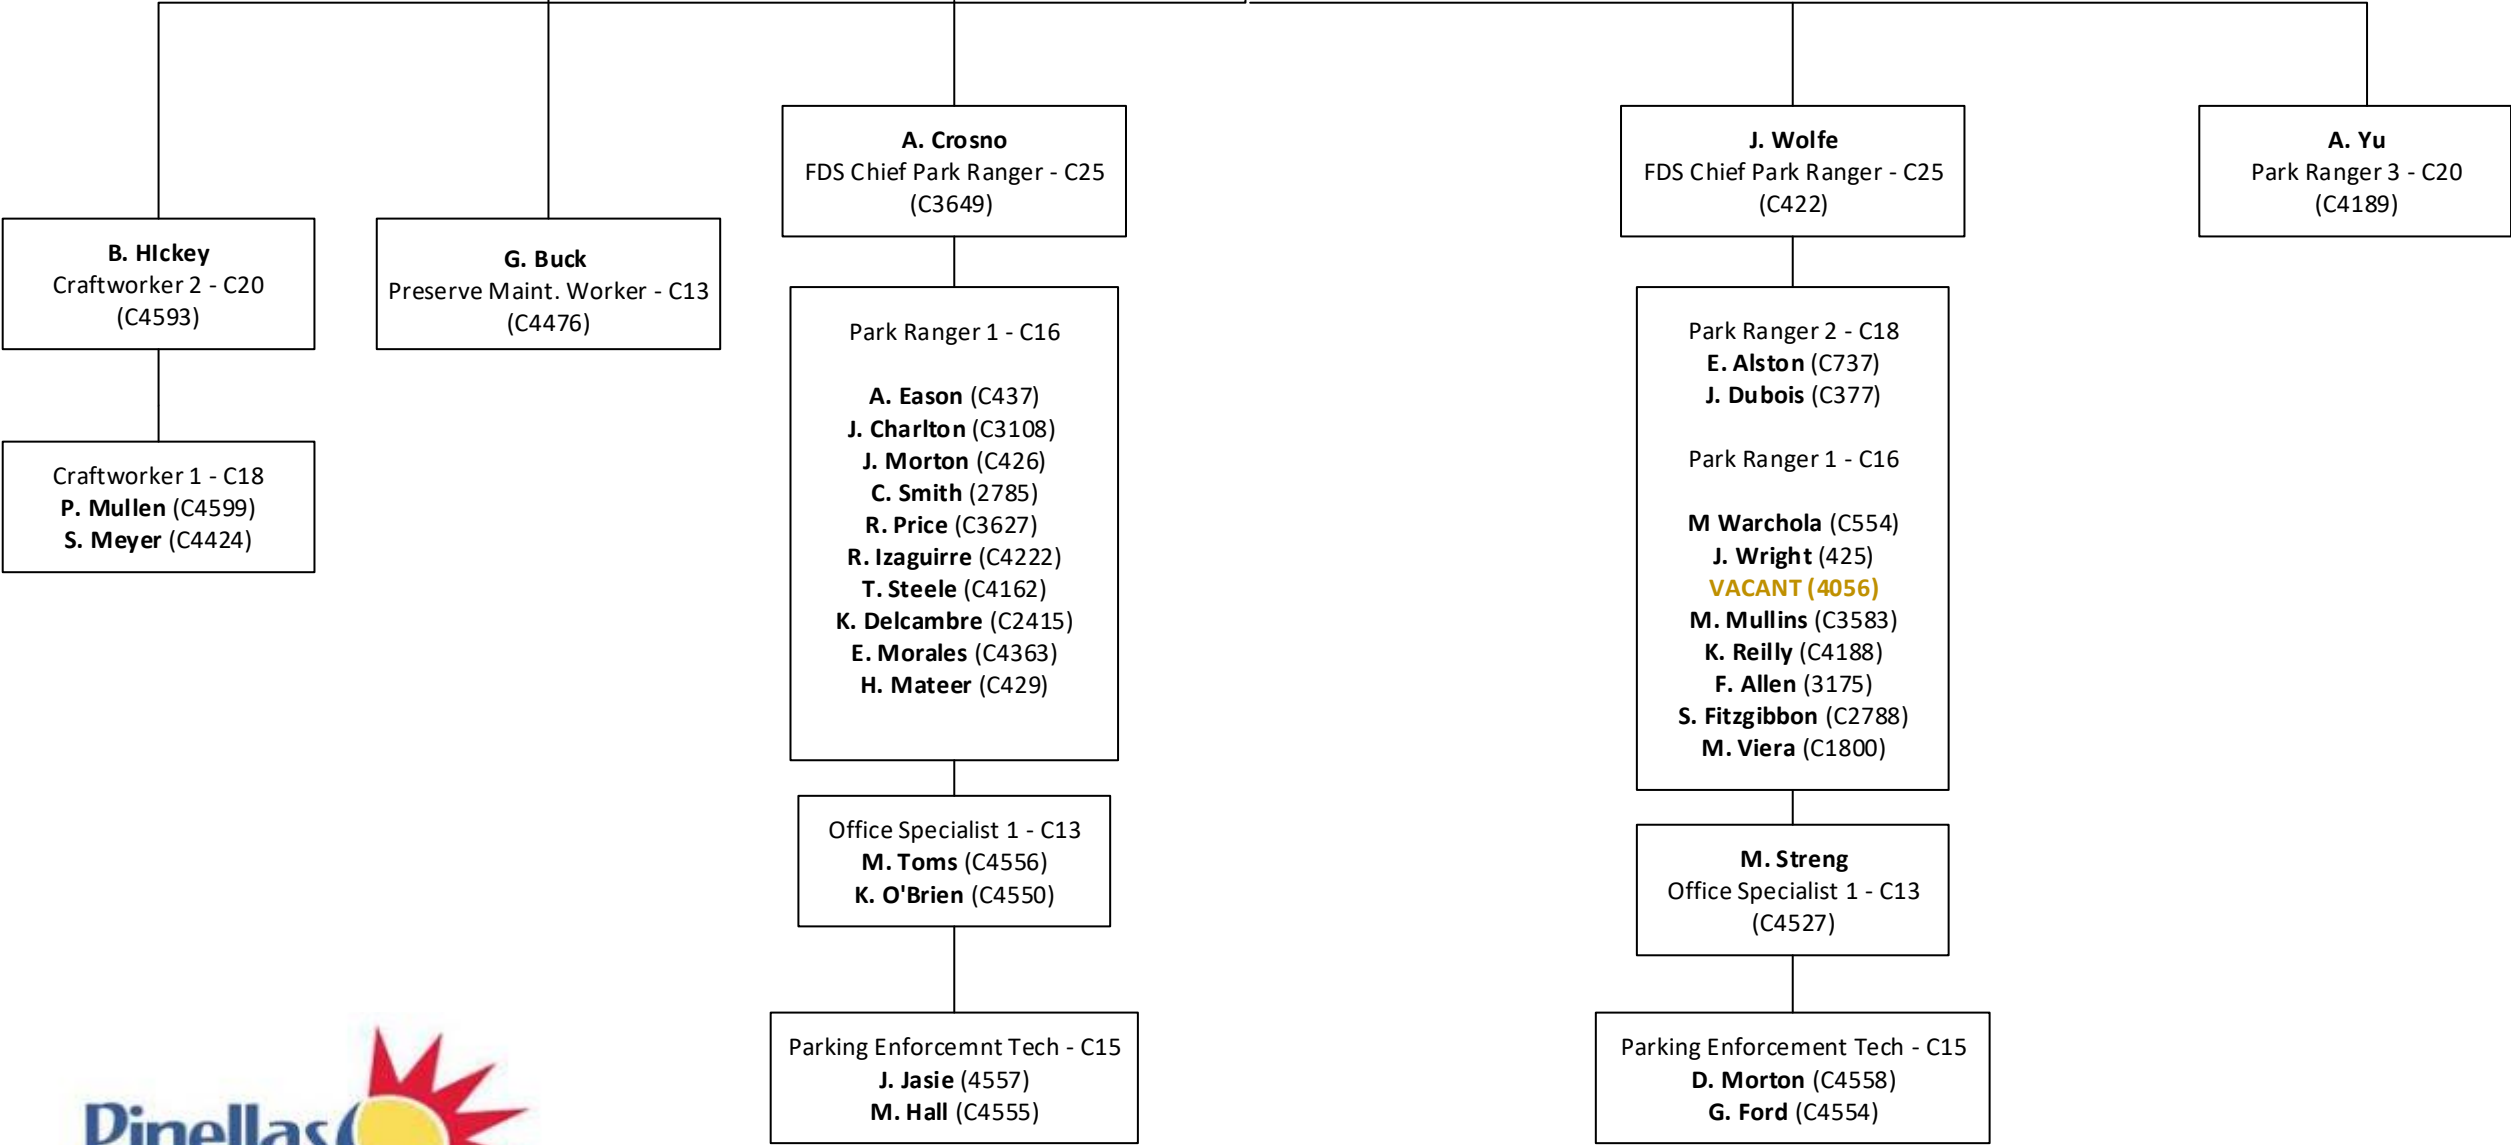 B. HIckey
Craftworker 2 - C20
(C4593)
Craftworker 1 - C18
P. Mullen (C4599)
S. Meyer (C4424)
G. Buck
Preserve Maint. Worker - C13
(C4476)
A. Crosno
FDS Chief Park Ranger - C25
(C3649)
Park Ranger 1 - C16
A. Eason (C437)
J. Charlton (C3108)
J. Morton (C426)
C. Smith (2785)
R. Price (C3627)
R. Izaguirre (C4222)
T. Steele (C4162)
K. Delcambre (C2415)
E. Morales (C4363)
H. Mateer (C429)
Office Specialist 1 - C13
M. Toms (C4556)
K. O'Brien (C4550)
Parking Enforcemnt Tech - C15
J. Jasie (4557)
M. Hall (C4555)
J. Wolfe
FDS Chief Park Ranger - C25
(C422)
Park Ranger 2 - C18
E. Alston (C737)
J. Dubois (C377)
Park Ranger 1 - C16
M Warchola (C554)
J. Wright (425)
VACANT (4056)
M. Mullins (C3583)
K. Reilly (C4188)
F. Allen (3175)
S. Fitzgibbon (C2788)
M. Viera (C1800)
M. Streng
Office Specialist 1 - C13
(C4527)
Parking Enforcement Tech - C15
D. Morton (C4558)
G. Ford (C4554)
A. Yu
Park Ranger 3 - C20
(C4189)
Pinellas